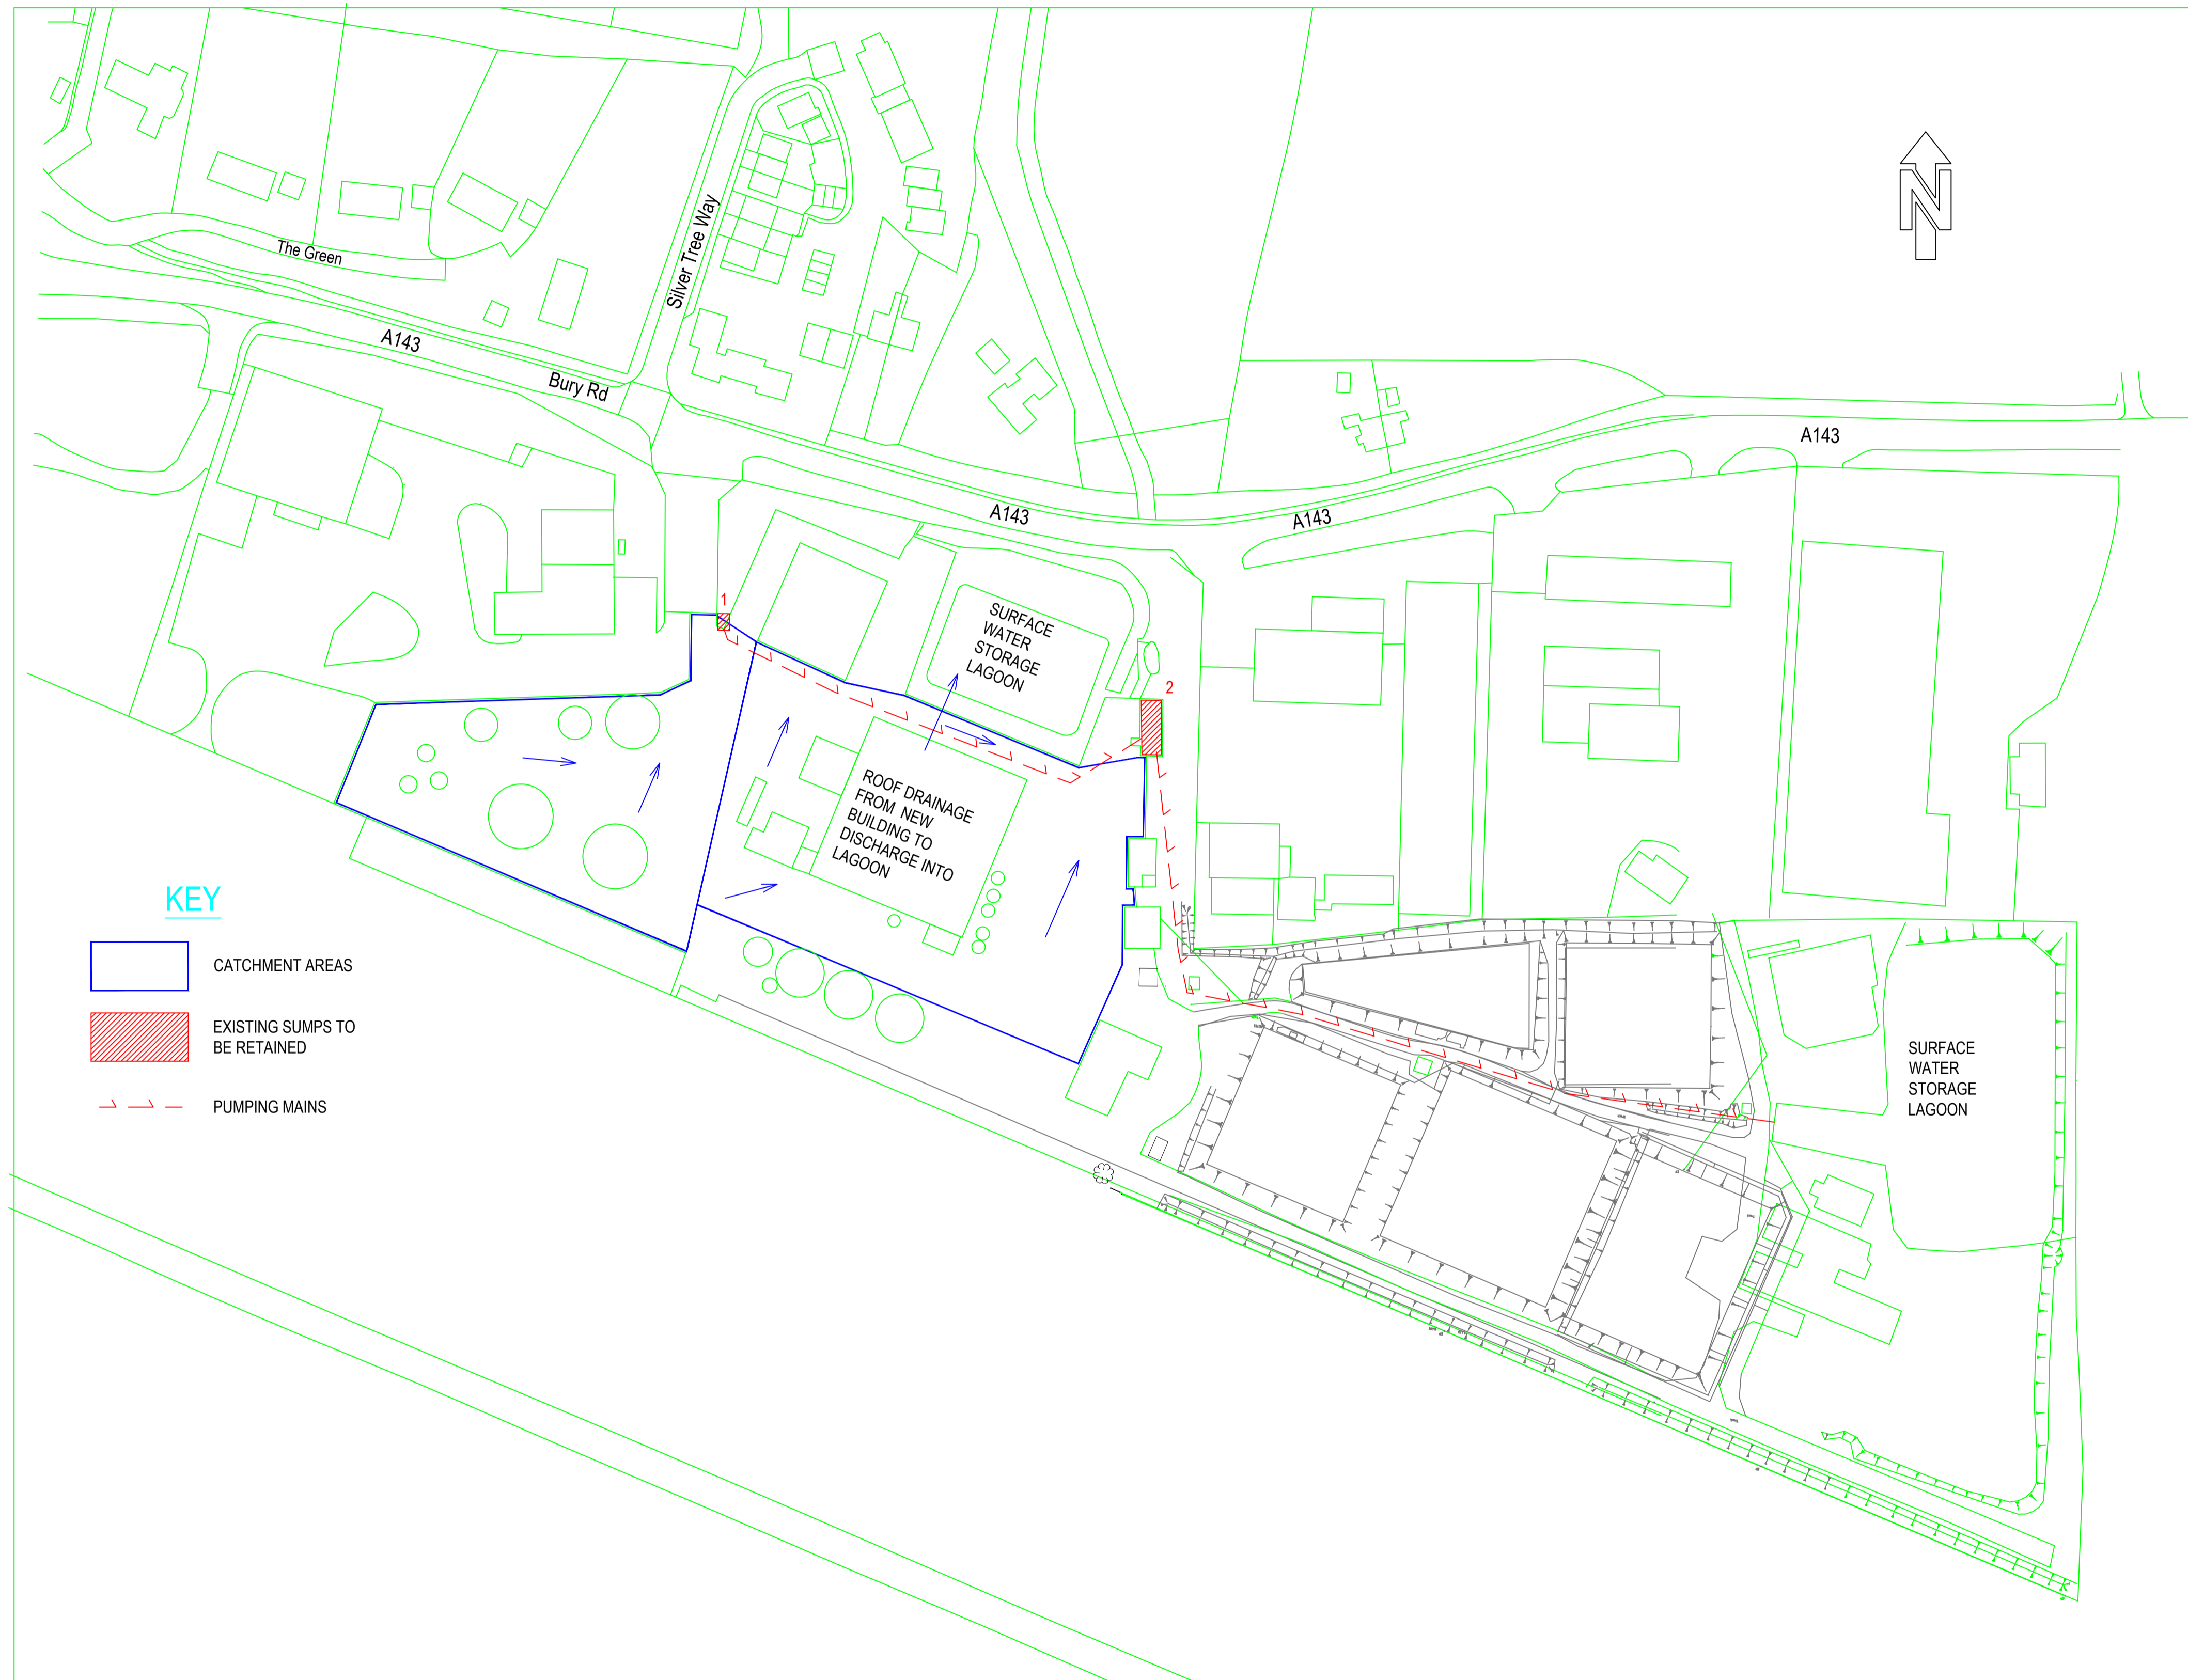 The Green
Silver Tree Way
A143
Bury Rd
A143
A143
A143
N
1
SURFACE
WATER
STORAGE
LAGOON
2
ROOF DRAINAGE
FROM NEW
BUILDING TO
DISCHARGE INTO
LAGOON
KEY
CATCHMENT AREAS
EXISTING SUMPS TO
BE RETAINED
PUMPING MAINS
SURFACE
WATER
STORAGE
LAGOON